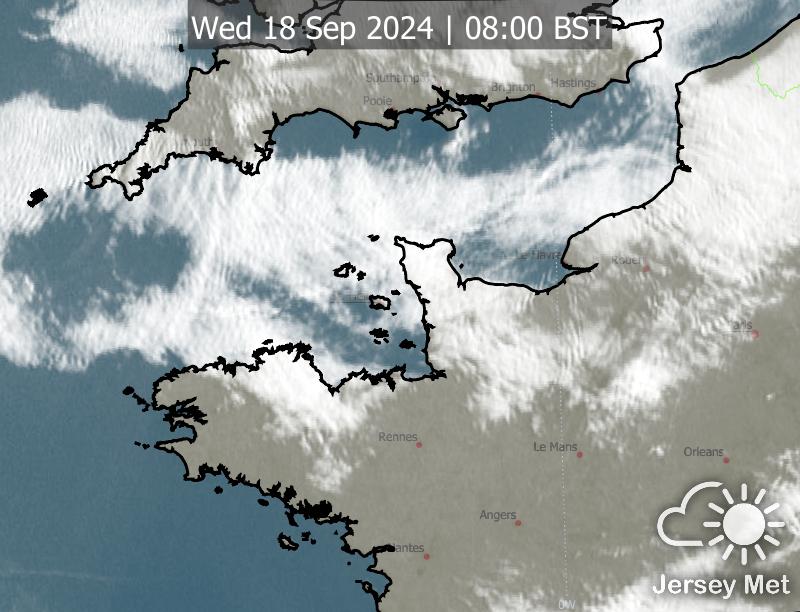 Wed 18 Sep 2024 | 08:00 BST
Southamp
Brighton
Hastings
Poole
Le Havre
Rouen
Paris
Rennes
Le Mans
Orleans
Angers
Nantes
Jersey Met
0W